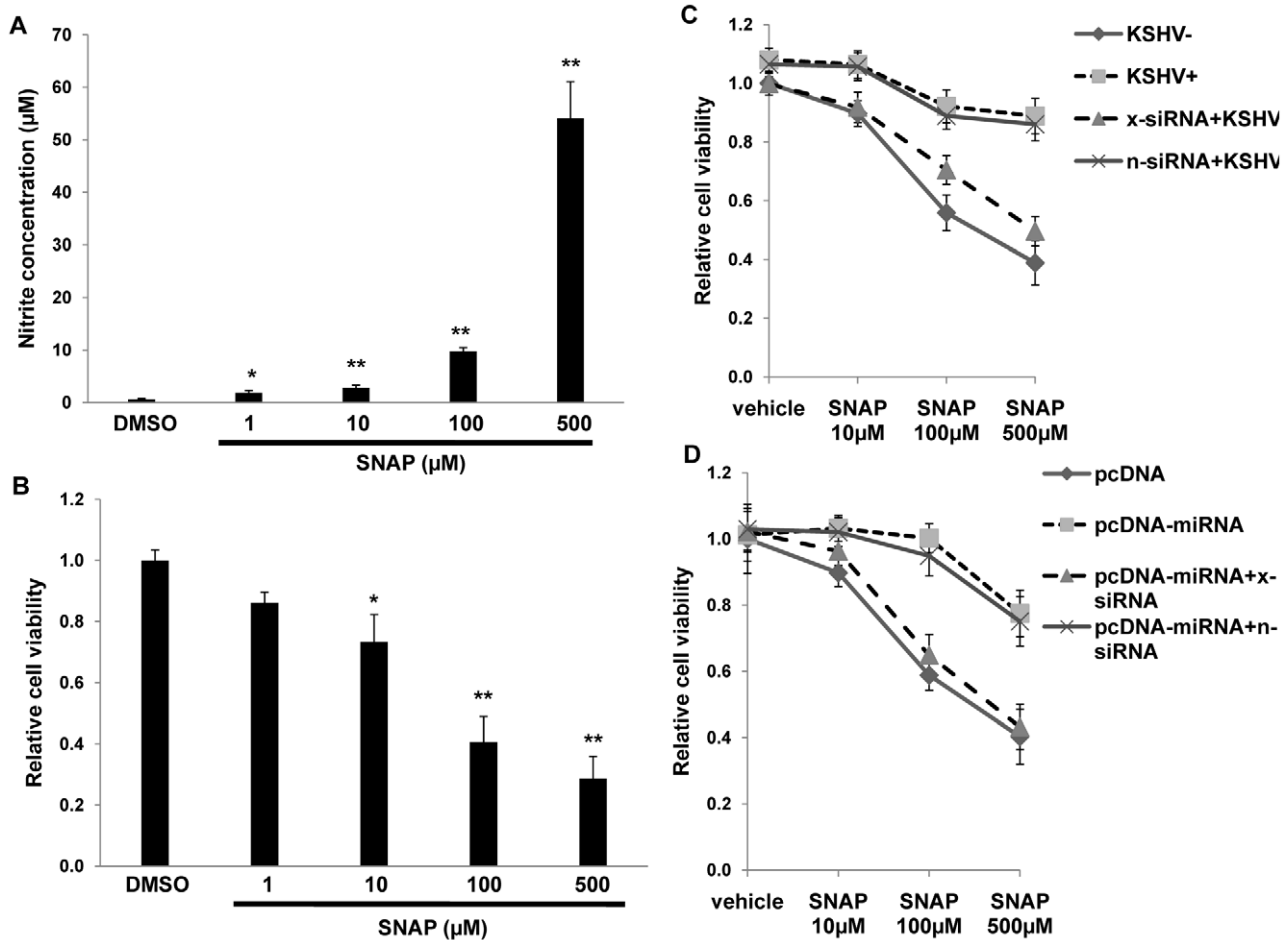 A
Nitrite concentration (µM)
70
60
50
40
30
20
10
0
**
**
**
*
DMSO
1
10
100
500
SNAP (µM)
B
Relative cell viability
1.2
1.0
0.8
0.6
0.4
0.2
0.0
*
**
**
DMSO
1
10
100
500
SNAP (µM)
C
Relative cell viability
1.2
1.0
0.8
0.6
0.4
0.2
0.0
vehicle
SNAP
10µM
SNAP
100µM
SNAP
500µM
KSHV-
KSHV+
x-siRNA+KSHV
n-siRNA+KSHV
D
Relative cell viability
1.2
1.0
0.8
0.6
0.4
0.2
0.0
vehicle
SNAP
10µM
SNAP
100µM
SNAP
500µM
pcDNA
pcDNA-miRNA
pcDNA-miRNA+x-
siRNA
pcDNA-miRNA+n-
siRNA